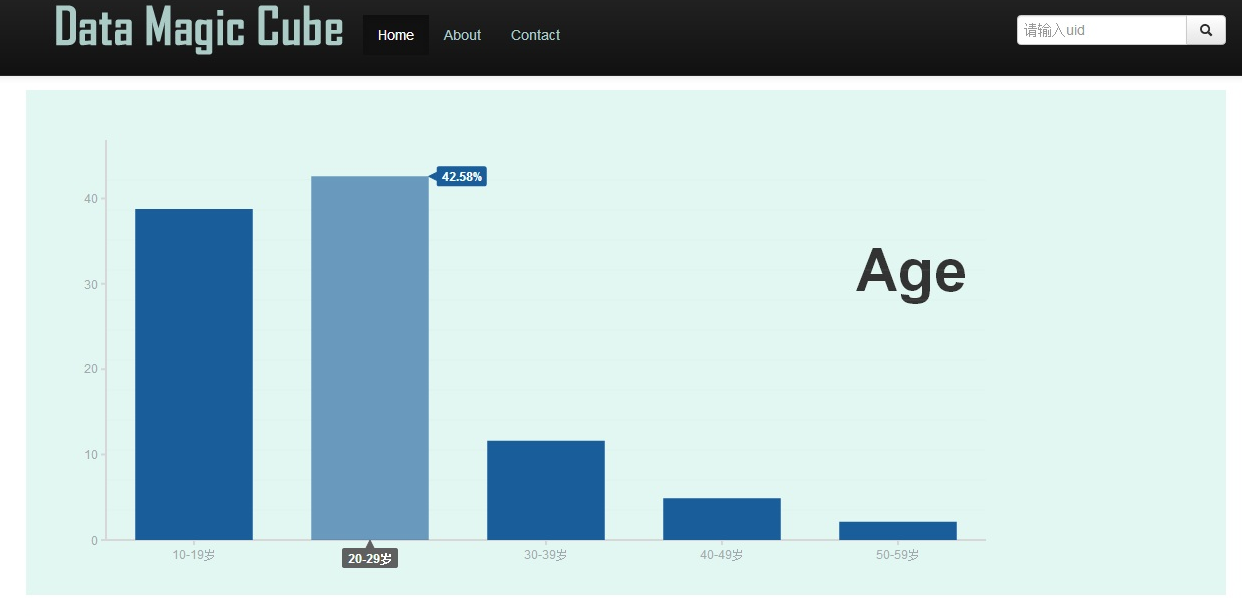 Data Magic Cube
Home
About
Contact
请输入uid
42.58%
40
30
20
10
0
Age
10-19岁
20-29岁
30-39岁
40-49岁
50-59岁